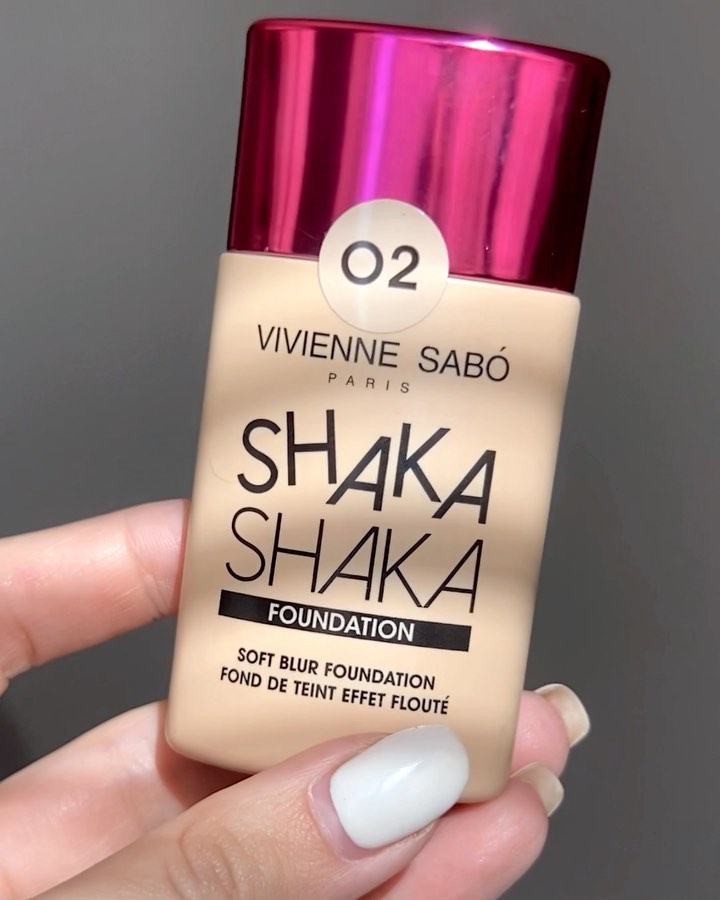 02
VIVIENNE SABÓ
PARIS
SHAKA
SHAKA
FOUNDATION
SOFT BLUR FOUNDATION
FOND DE TEINT EFFET FLOUTÉ